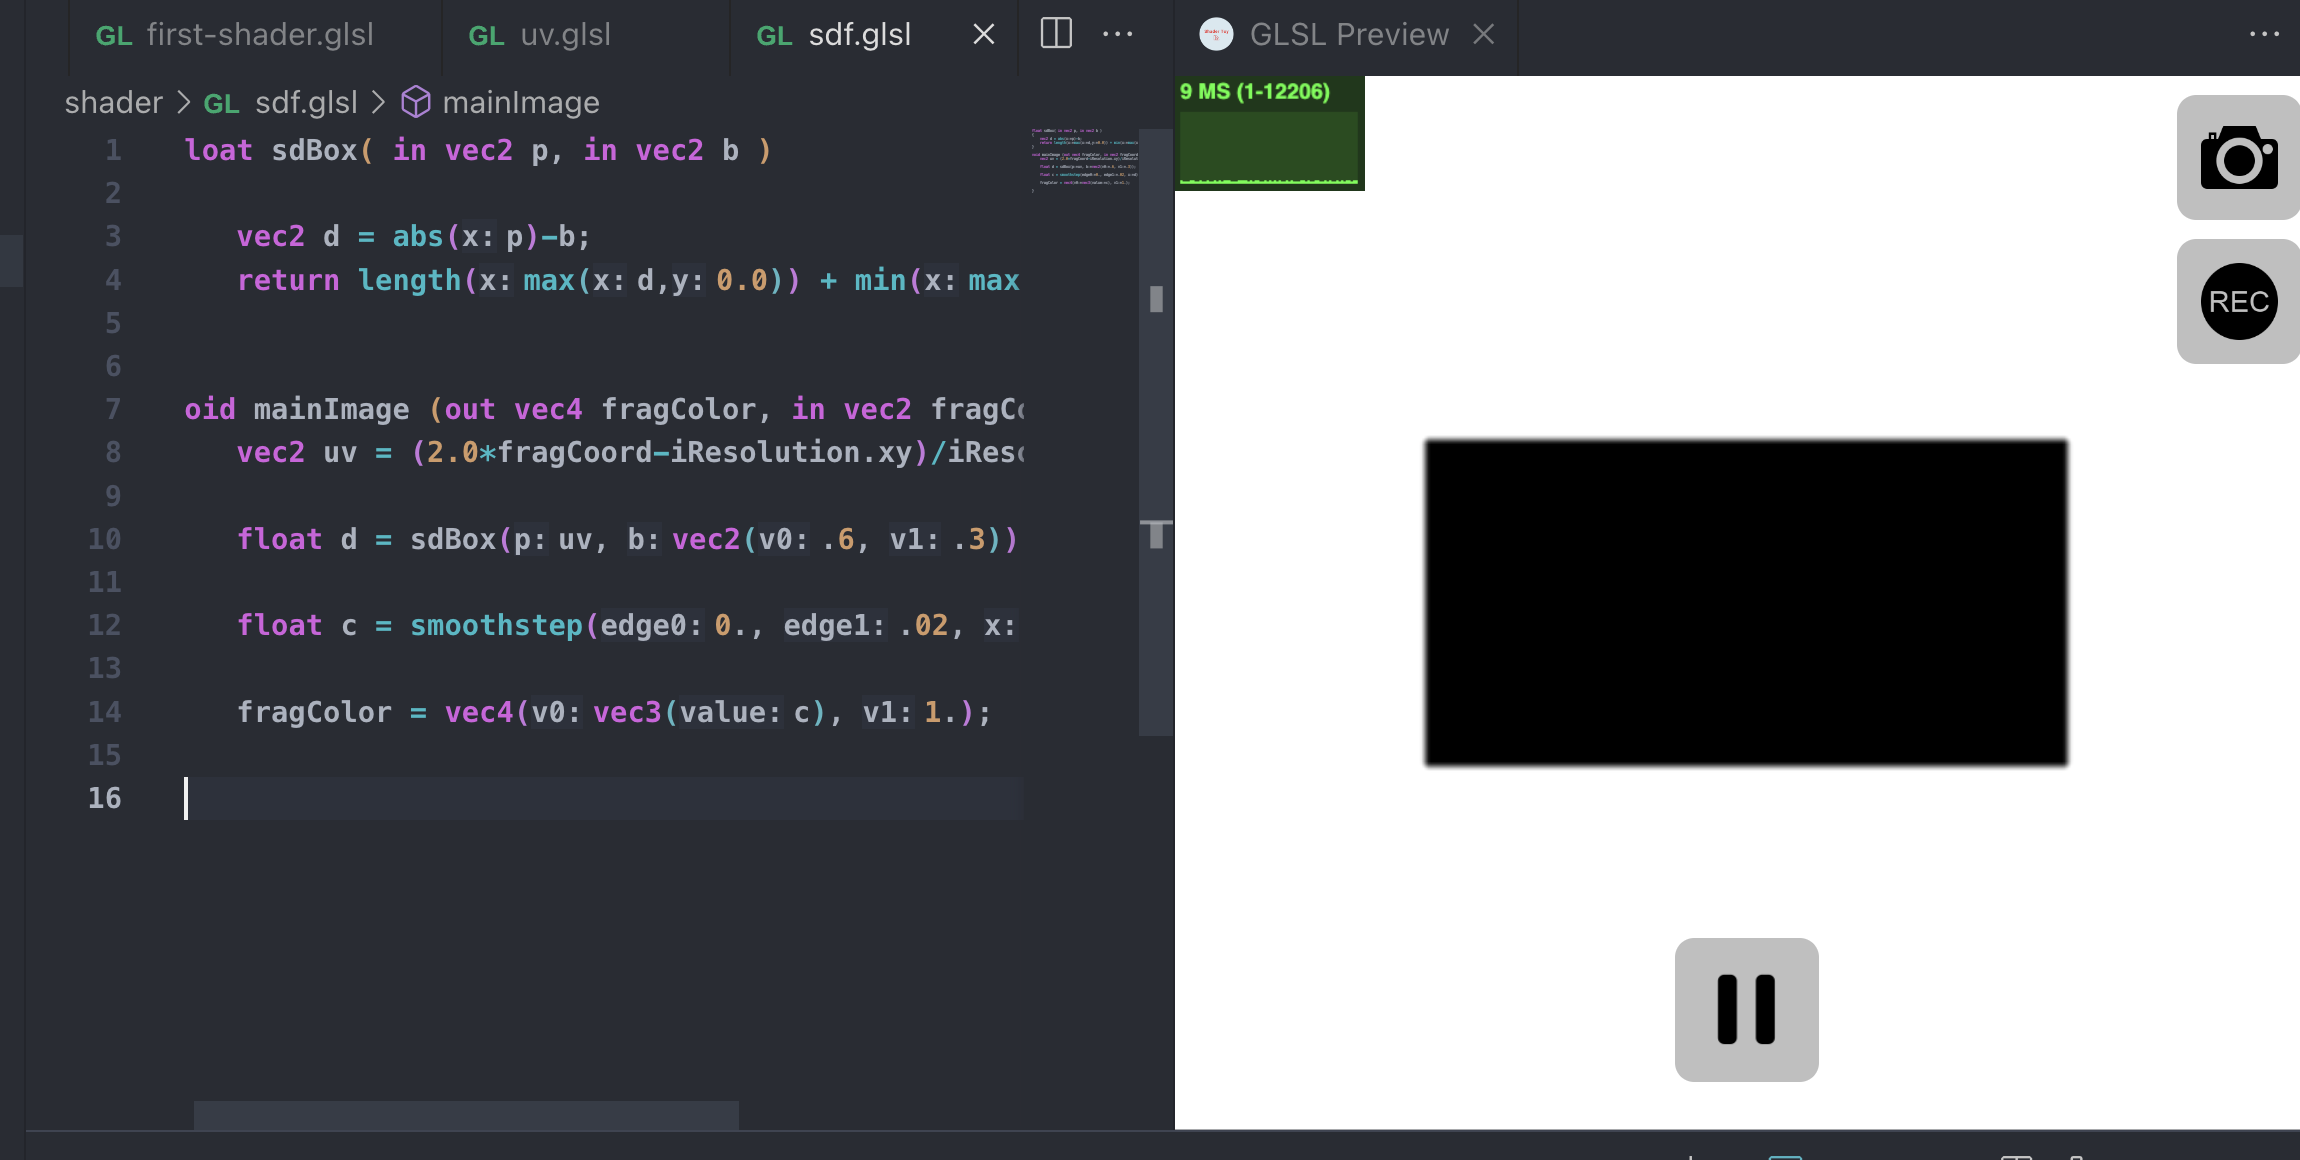 GL first-shader.glsl GL uv.glsl GL sdf.glsl
GLSL Preview
shader > GL sdf.glsl > mainImage
1 loat sdBox( in vec2 p, in vec2 b )
2
3 vec2 d = abs(x: p)-b;
4 return length(x: max(x: d,y: 0.0)) + min(x: max
5
6
7 oid mainImage (out vec4 fragColor, in vec2 fragCo
8 vec2 uv = (2.0*fragCoord-iResolution.xy)/iReso
9
10 float d = sdBox(p: uv, b: vec2(v0: .6, v1: .3))
11
12 float c = smoothstep(edge0: 0., edge1: .02, x:
13
14 fragColor = vec4(v0: vec3(value: c), v1: 1.);
15
16
9 MS (1-12206)
REC